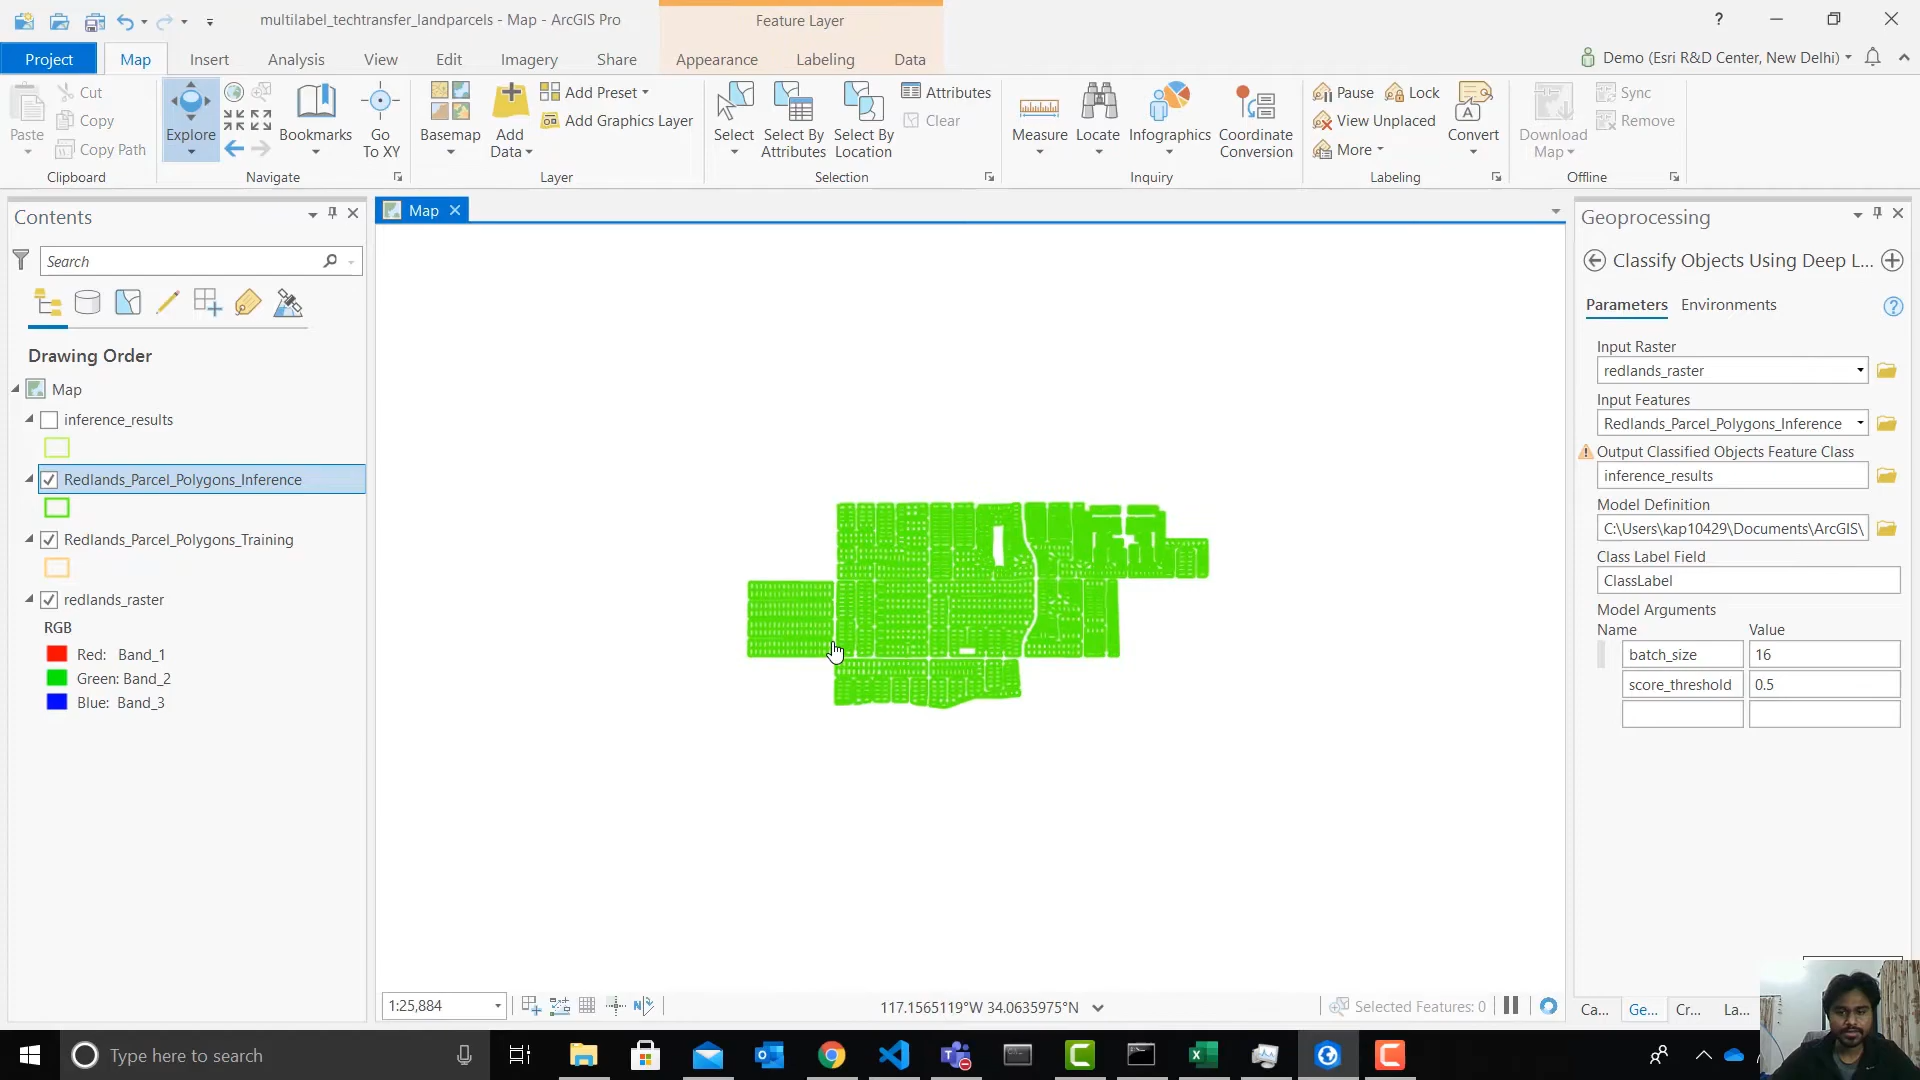 multilabel_techtransfer_landparcels - Map - ArcGIS Pro
Feature Layer
?
Project
Map
Insert
Analysis
View
Edit
Imagery
Share
Appearance
Labeling
Data
Demo (Esri R&D Center, New Delhi)
Paste
Cut
Copy
Copy Path
Clipboard
Explore
Bookmarks
Go
To XY
Navigate
Basemap
Add
Data
Add Preset
Add Graphics Layer
Layer
Select
Select By
Attributes
Select By
Location
Attributes
Clear
Selection
Measure
Locate
Infographics
Coordinate
Conversion
Inquiry
Pause
Lock
View Unplaced
More
Convert
Labeling
Download
Map
Sync
Remove
Offline
Contents
Search
Drawing Order
Map
inference_results
Redlands_Parcel_Polygons_Inference
Redlands_Parcel_Polygons_Training
redlands_raster
RGB
Red: Band_1
Green: Band_2
Blue: Band_3
Map
1:25,884
117.1565119°W 34.0635975°N
Selected Features: 0
Geoprocessing
Classify Objects Using Deep L...
Parameters
Environments
Input Raster
redlands_raster
Input Features
Redlands_Parcel_Polygons_Inference
Output Classified Objects Feature Class
inference_results
Model Definition
C:\Users\kap10429\Documents\ArcGIS\
Class Label Field
ClassLabel
Model Arguments
Name Value
batch_size 16
score_threshold 0.5
Ca...
Ge...
Cr...
La...
Type here to search